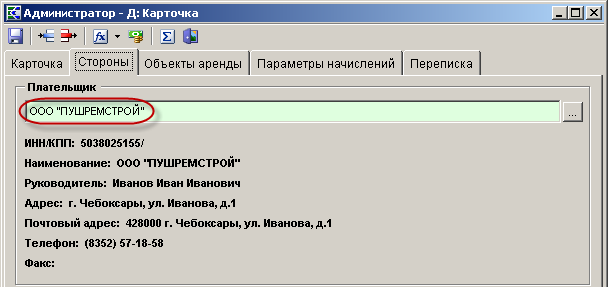 Администратор - Д: Карточка
Карточка Стороны Объекты аренды Параметры начислений Переписка
Плательщик
ООО "ПУШРЕМСТРОЙ" ...
ИНН/КПП: 5038025155/
Наименование: ООО "ПУШРЕМСТРОЙ"
Руководитель: Иванов Иван Иванович
Адрес: г. Чебоксары, ул. Иванова, д.1
Почтовый адрес: 428000 г. Чебоксары, ул. Иванова, д.1
Телефон: (8352) 57-18-58
Факс: